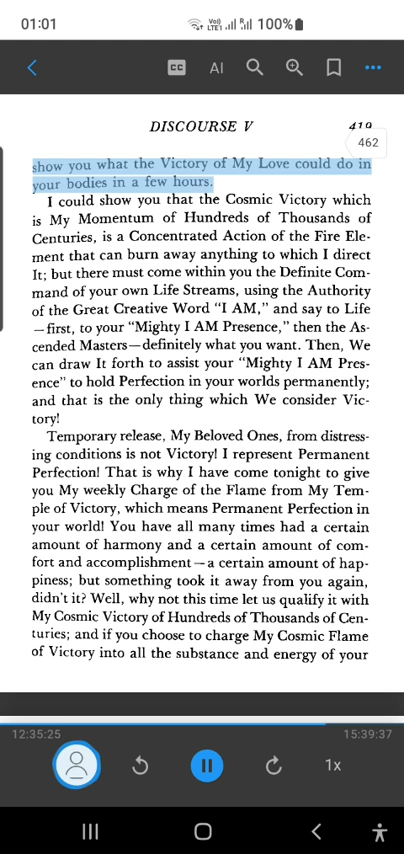 01:01
Vo) LTE1 R 100%
CC AI
DISCOURSE V 419
462
show you what the Victory of My Love could do in
your bodies in a few hours.
I could show you that the Cosmic Victory which
is My Momentum of Hundreds of Thousands of
Centuries, is a Concentrated Action of the Fire Ele-
ment that can burn away anything to which I direct
It; but there must come within you the Definite Com-
mand of your own Life Streams, using the Authority
of the Great Creative Word “I AM,” and say to Life
—first, to your “Mighty I AM Presence,” then the As-
cended Masters—definitely what you want. Then, We
can draw It forth to assist your “Mighty I AM Pres-
ence” to hold Perfection in your worlds permanently;
and that is the only thing which We consider Vic-
tory!
Temporary release, My Beloved Ones, from distress-
ing conditions is not Victory! I represent Permanent
Perfection! That is why I have come tonight to give
you My weekly Charge of the Flame from My Tem-
ple of Victory, which means Permanent Perfection in
your world! You have all many times had a certain
amount of harmony and a certain amount of com-
fort and accomplishment—a certain amount of hap-
piness; but something took it away from you again,
didn’t it? Well, why not this time let us qualify it with
My Cosmic Victory of Hundreds of Thousands of Cen-
turies; and if you choose to charge My Cosmic Flame
of Victory into all the substance and energy of your
12:35:25 15:39:37
1x